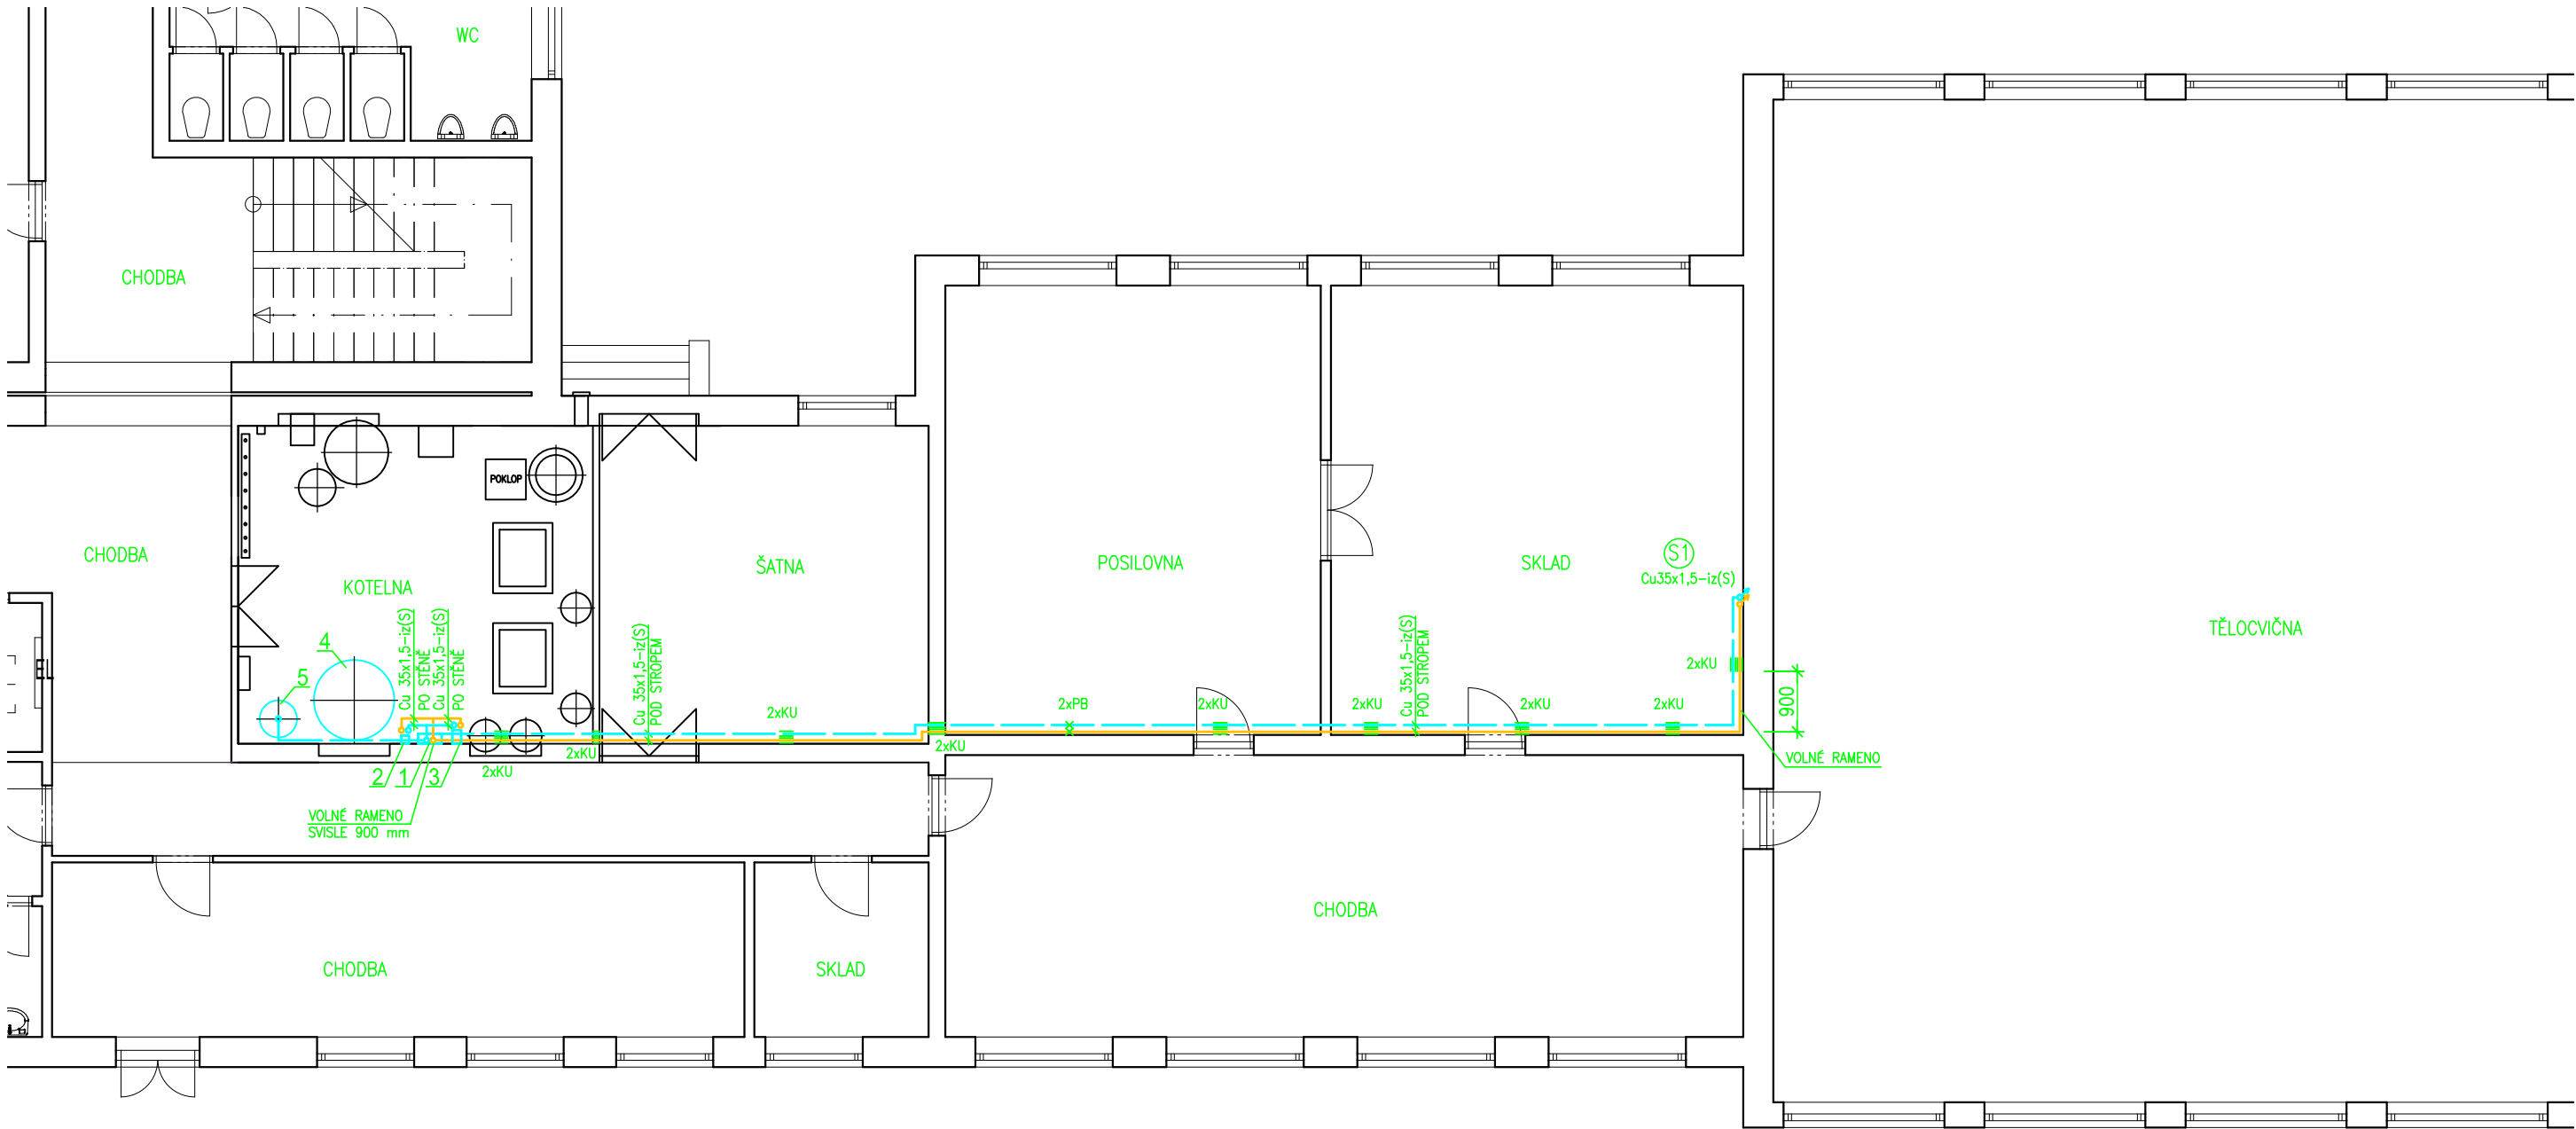 WC
CHODBA
CHODBA
KOTELNA
POKLOP
ŠATNA
POSILOVNA
SKLAD
S1
Cu35x1,5-iz(S)
TĚLOCVIČNA
4
5
Cu 35x1,5-iz(S)
PO STĚNĚ
Cu 35x1,5-iz(S)
PO STĚNĚ
Cu 35x1,5-iz(S)
POD STROPEM
Cu 35x1,5-iz(S)
POD STROPEM
2xKU
2xKU
2xPB
2xKU
2xKU
2xKU
2xKU
900
2xKU
2xKU
2xKU
VOLNÉ RAMENO
2
1
3
VOLNÉ RAMENO
SVISLE 900 mm
CHODBA
CHODBA
SKLAD